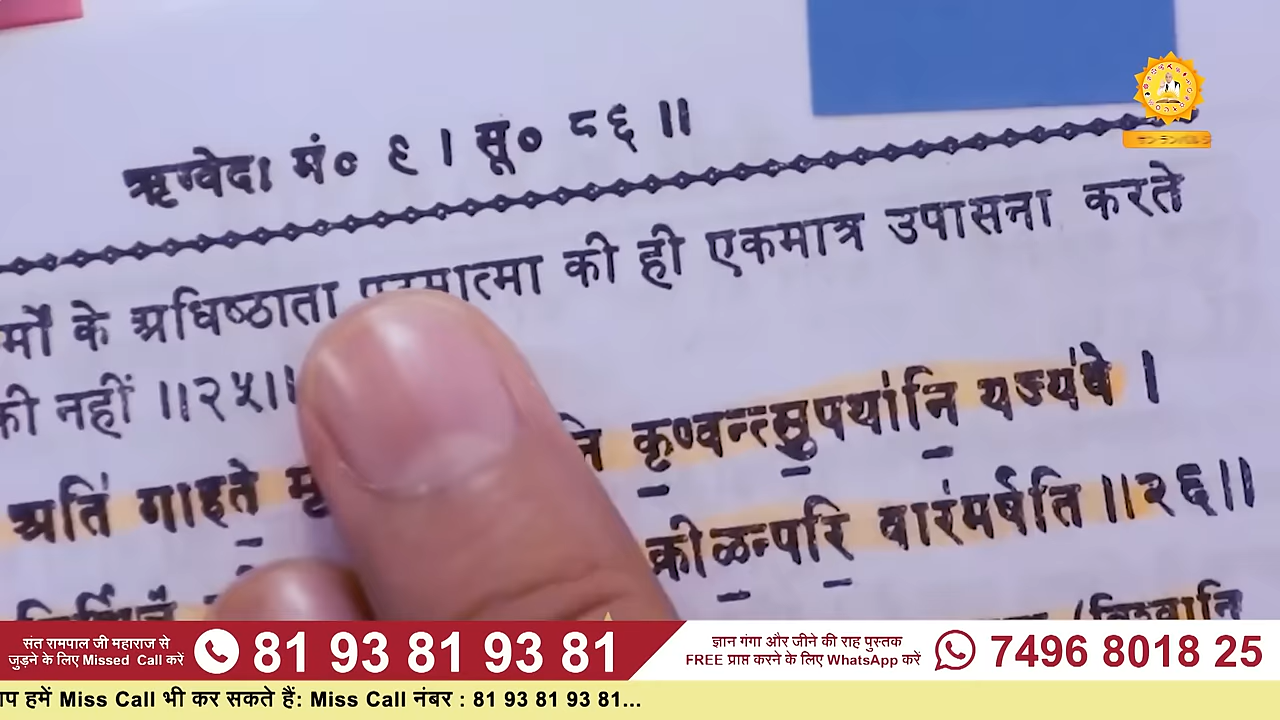 ऋग्वेदः मं० ९ । सू० ८६ ॥
के अधिष्ठाता परमात्मा की ही एकमात्र उपासना करते
नहीं ॥२५॥
अति गाहते कृण्वन्त्सुपथानि यज्यवे ।
क्रीळन्परि वारमर्षति ॥२६॥
संत रामपाल जी महाराज से
जुड़ने के लिए Missed Call करें
81 93 81 93 81
ज्ञान गंगा और जीने की राह पुस्तक
FREE प्राप्त करने के लिए WhatsApp करें
7496 8018 25
हमें Miss Call भी कर सकते हैं: Miss Call नंबर : 81 93 81 93 81...